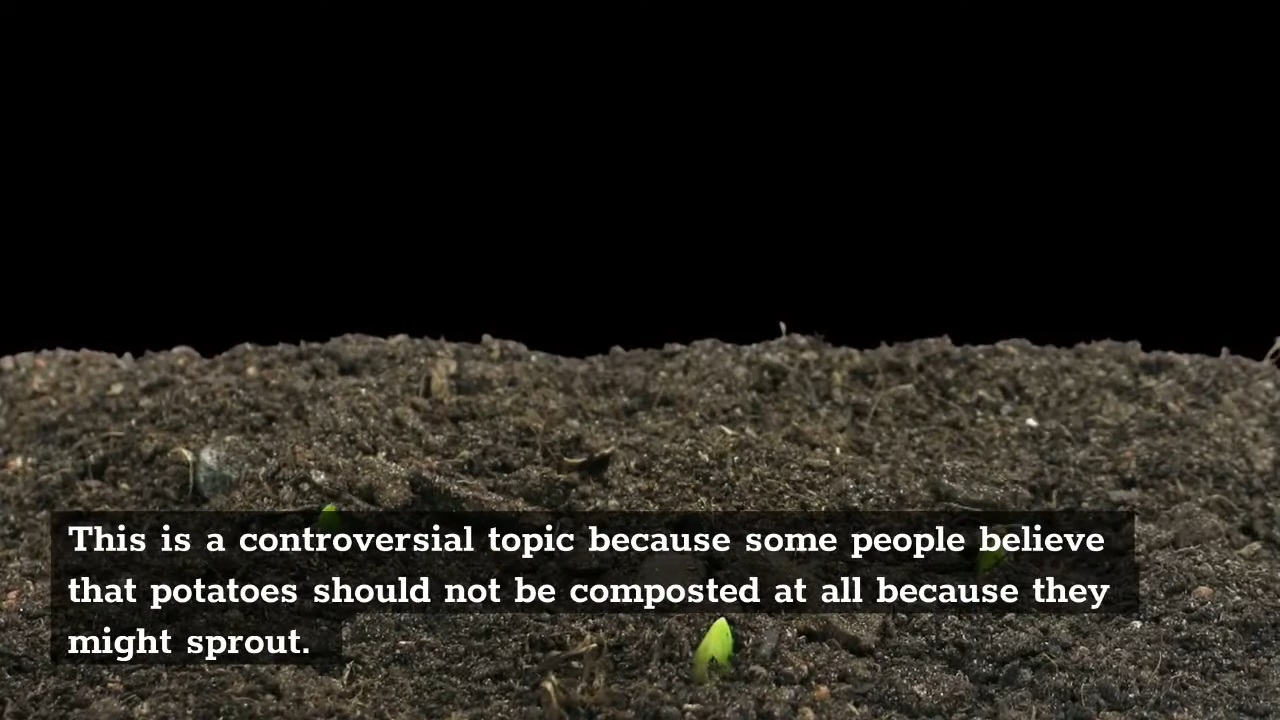 This is a controversial topic because some people believe
that potatoes should not be composted at all because they
might sprout.